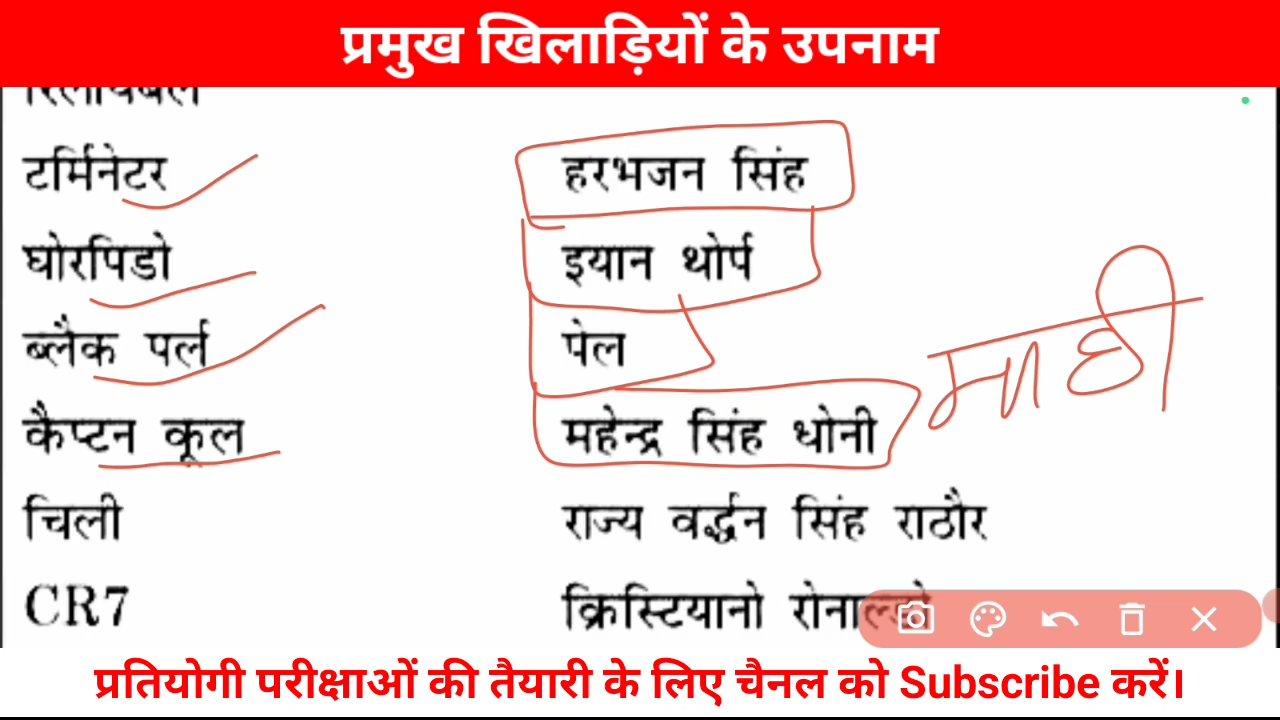 प्रमुख खिलाड़ियों के उपनाम
टर्मिनेटर हरभजन सिंह
घोरपिडो इयान थोर्प
ब्लैक पर्ल पेल
माही
कैप्टन कूल महेन्द्र सिंह धोनी
चिली राज्य वर्द्धन सिंह राठौर
CR7 क्रिस्टियानो रोनाल्डो
प्रतियोगी परीक्षाओं की तैयारी के लिए चैनल को Subscribe करें।